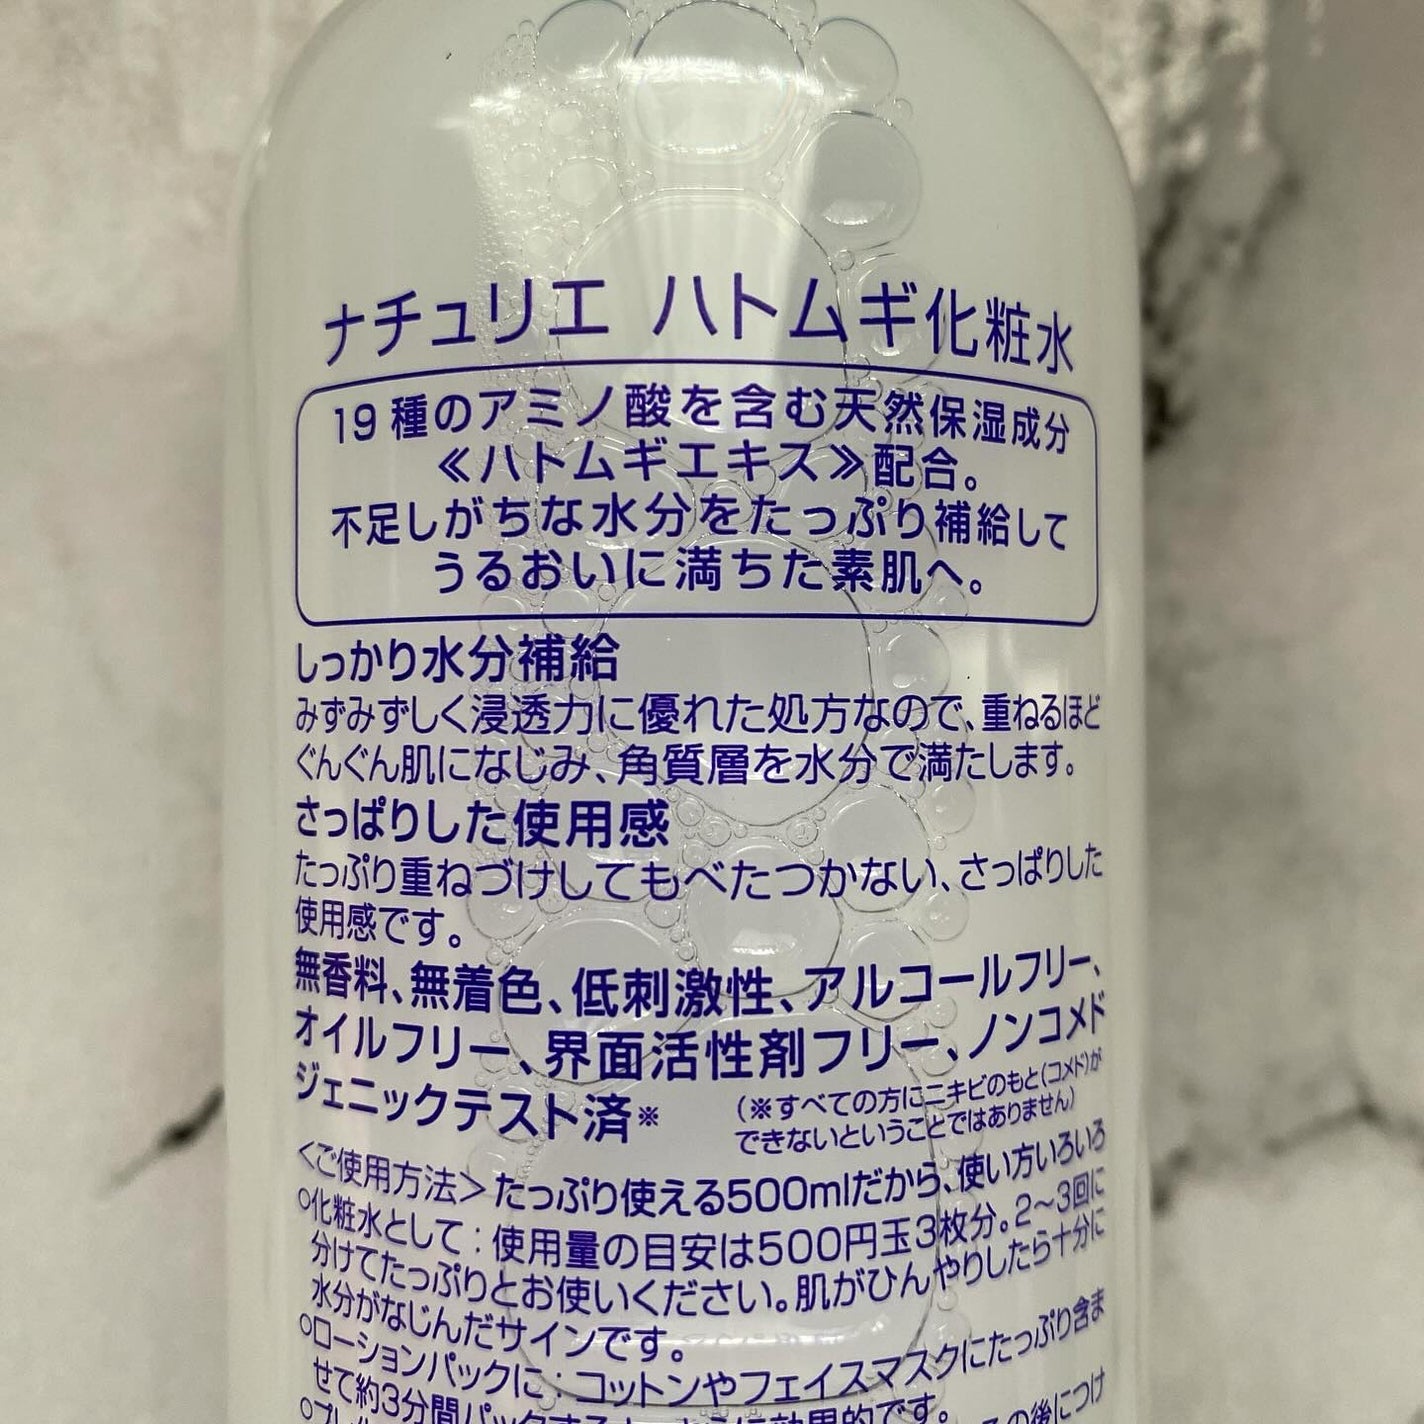 ナチュリエ ハトムギ化粧水
19種のアミノ酸を含む天然保湿成分
≪ハトムギエキス≫配合。
不足しがちな水分をたっぷり補給して
うるおいに満ちた素肌へ。
しっかり水分補給
みずみずしく浸透力に優れた処方なので、重ねるほど
ぐんぐん肌になじみ、角質層を水分で満たします。
さっぱりした使用感
たっぷり重ねづけしてもべたつかない、さっぱりした
使用感です。
無香料、無着色、低刺激性、アルコールフリー、
オイルフリー、界面活性剤フリー、ノンコメド
ジェニックテスト済※
(※すべての方にニキビのもと(コメド)が
できないということではありません)
<ご使用方法>たっぷり使える500mlだから、使い方いろいろ
○化粧水として：使用量の目安は500円玉3枚分。2〜3回に
分けてたっぷりとお使いください。肌がひんやりしたら十分に
水分がなじんだサインです。
○ローションパックに：コットンやフェイスマスクにたっぷり含ま
せて約3分間パックすると、効果的です。
の後につけ